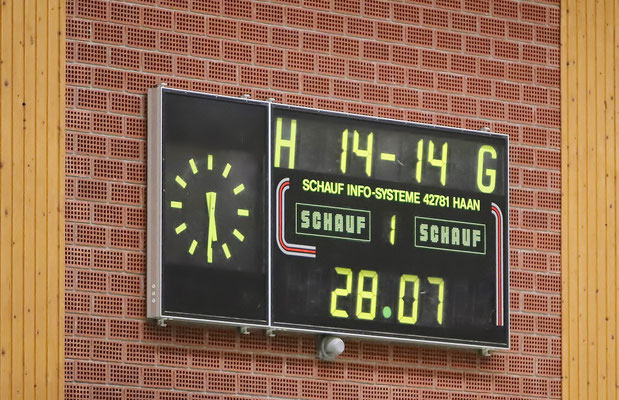 H 14-14 G
SCHAUF INFO-SYSTEME 42781 HAAN
SCHAUF 1 SCHAUF
28.07